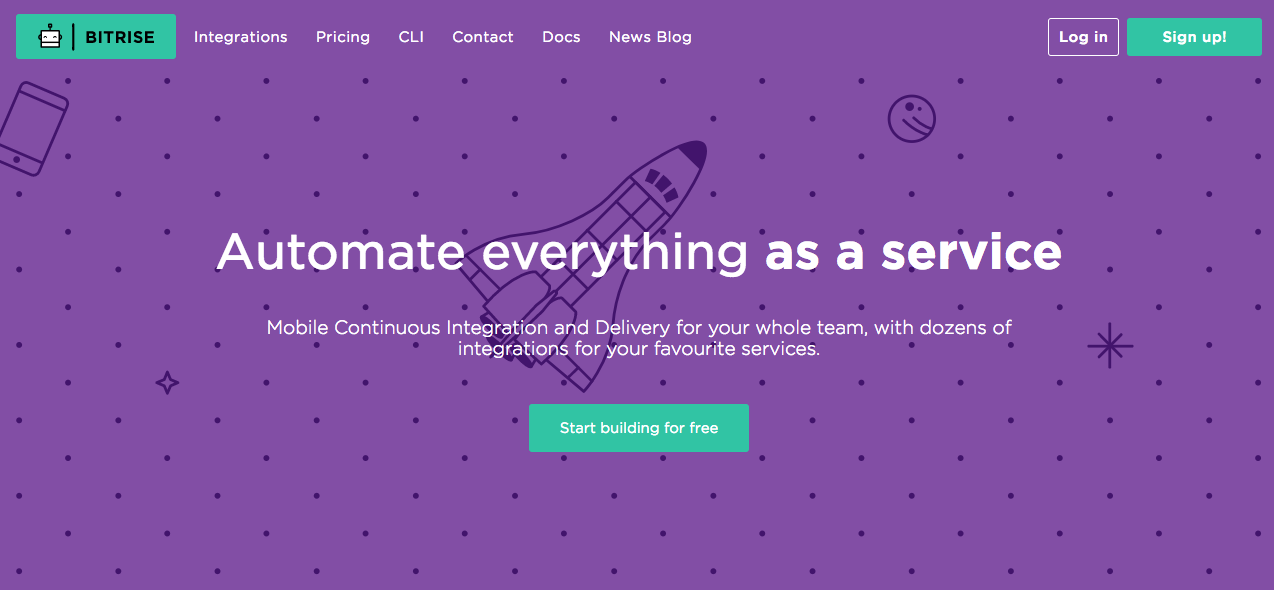 BITRISE
Integrations Pricing CLI Contact Docs News Blog
Log in
Sign up!
Automate everything as a service
Mobile Continuous Integration and Delivery for your whole team, with dozens of
integrations for your favourite services.
Start building for free